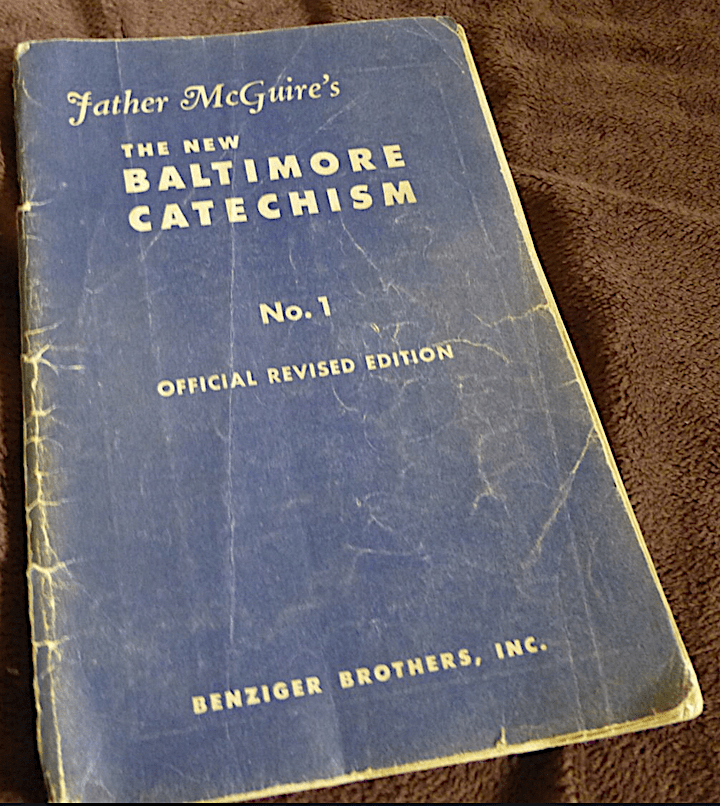 Father McGuire's
THE NEW
BALTIMORE
CATECHISM
No. 1
OFFICIAL REVISED EDITION
BENZIGER BROTHERS, INC.